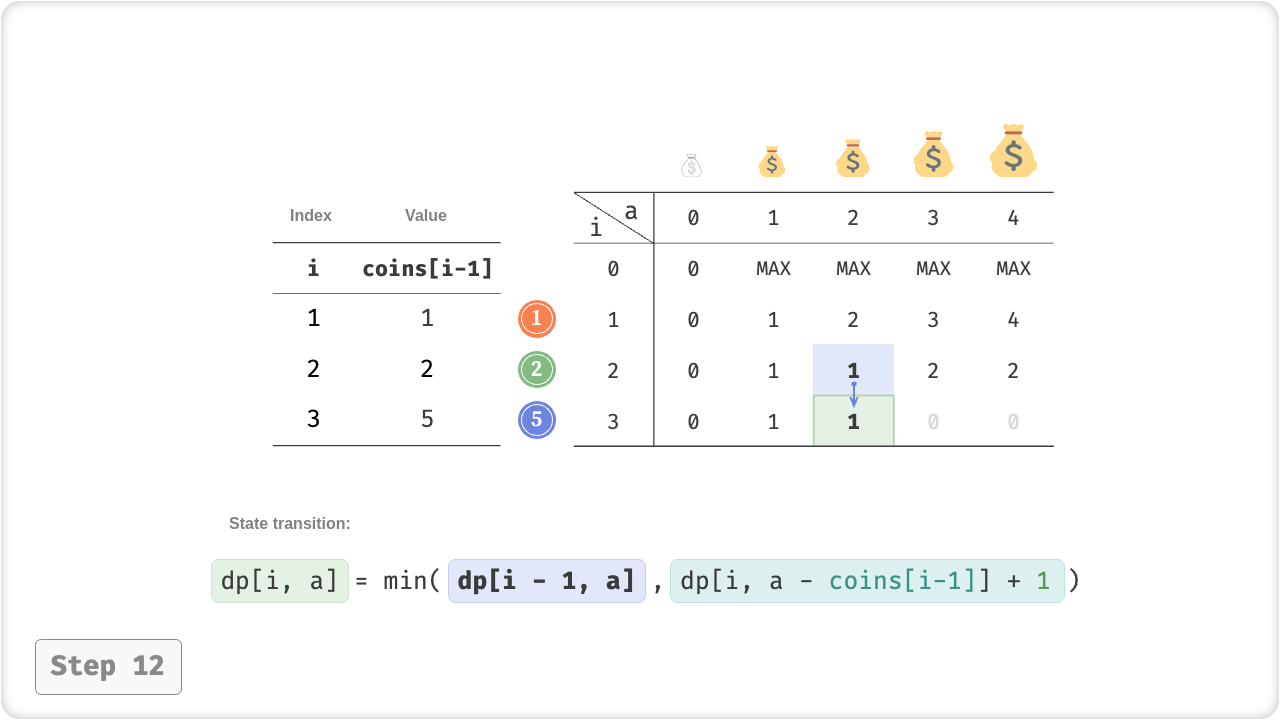 $ $ $ $ $
Index Value
i coins[i-1]
1 1
2 2
3 5
1
2
5
i a 0 1 2 3 4
0 0 MAX MAX MAX MAX
1 0 1 2 3 4
2 0 1 1 2 2
3 0 1 1 0 0
State transition:
dp[i, a] = min( dp[i - 1, a] , dp[i, a - coins[i-1]] + 1 )
Step 12